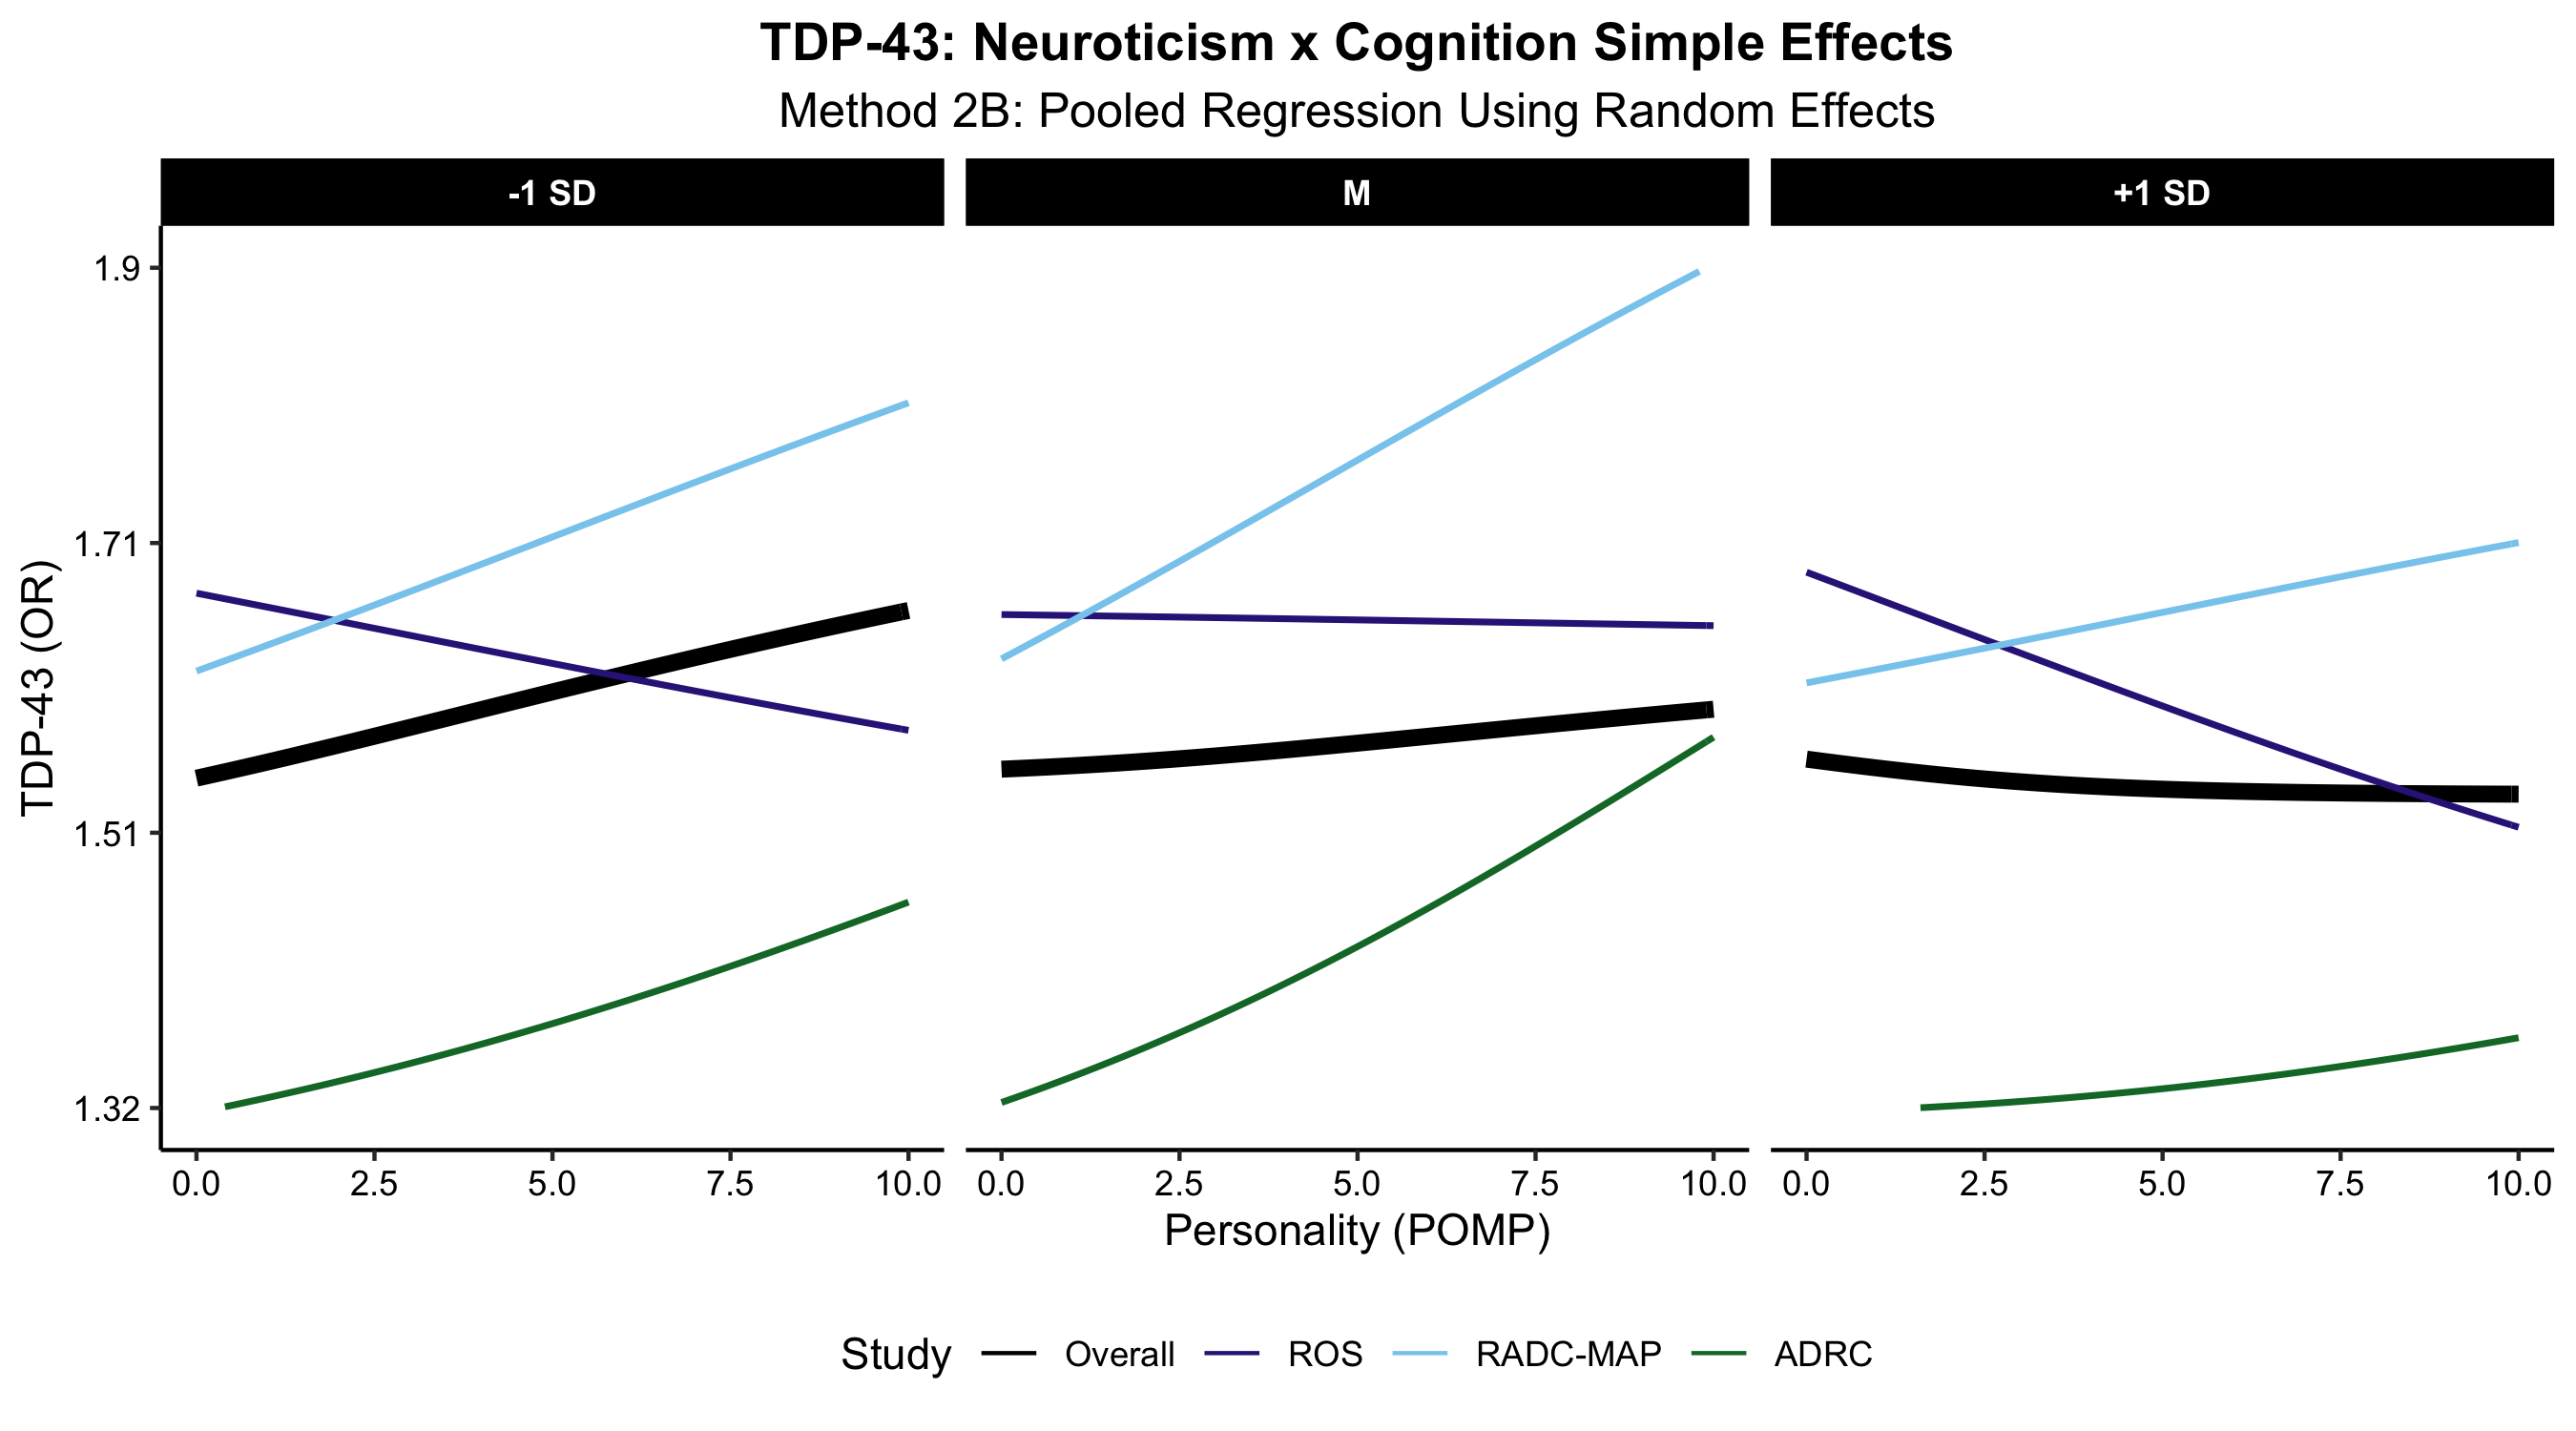 TDP-43: Neuroticism x Cognition Simple Effects
Method 2B: Pooled Regression Using Random Effects
-1 SD M +1 SD
TDP-43 (OR)
1.9
1.71
1.51
1.32
0.0 2.5 5.0 7.5 10.0 0.0 2.5 5.0 7.5 10.0 0.0 2.5 5.0 7.5 10.0
Personality (POMP)
Study Overall ROS RADC-MAP ADRC